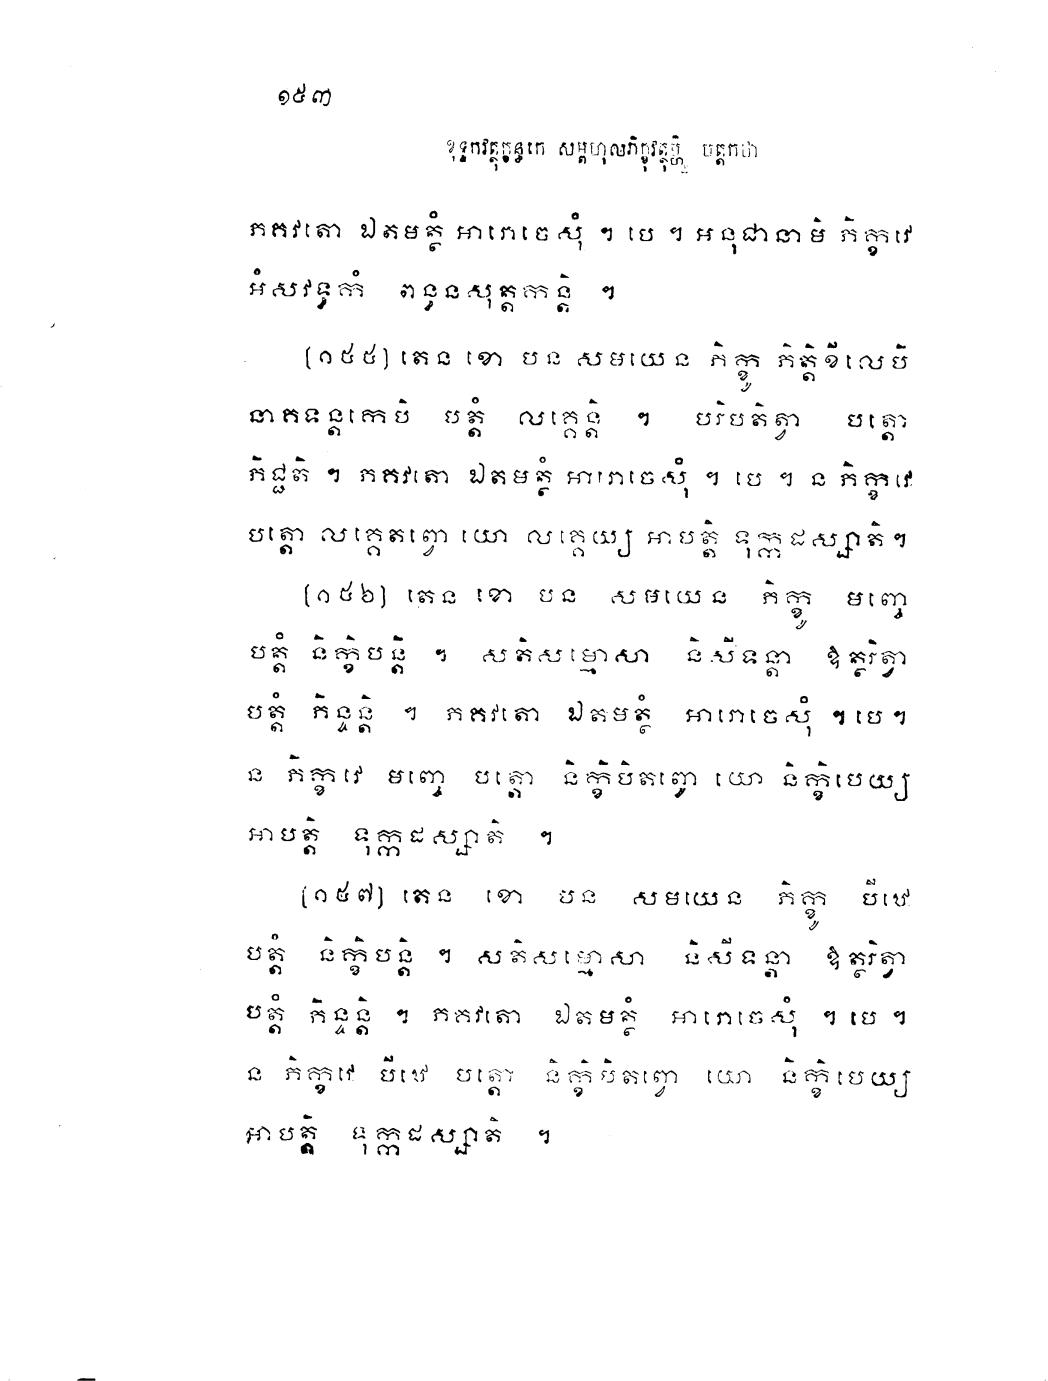 ១៥៣
ខុទ្ទកវត្ថុក្ខន្ធកេ សម្ពហុលភិក្ខុវត្ថុម្ហិ បត្តកថា
ភគវតោ ឯតមត្ថំ អារោចេសុំ ។ បេ ។ អនុជានាមិ ភិក្ខវេ
អំសវទ្ធកំ ពន្ធនសុត្តកន្តិ ។
(១៥៥) តេន ខោ បន សមយេន ភិក្ខូ ភិត្តិខីលេបិ
នាគទន្តកេបិ បត្តំ លគ្គេន្តិ ។ បរិបតិត្វា បត្តោ
ភិជ្ជតិ ។ ភគវតោ ឯតមត្ថំ អារោចេសុំ ។ បេ ។ ន ភិក្ខវេ
បត្តោ លគ្គេតព្វោ យោ លគ្គេយ្យ អាបត្តិ ទុក្កដស្សាតិ។
(១៥៦) តេន ខោ បន សមយេន ភិក្ខូ មញ្ចេ
បត្តំ និក្ខិបន្តិ ។ សតិសម្មោសា និសីទន្តា ឱត្ថរិត្វា
បត្តំ ភិន្ទន្តិ ។ ភគវតោ ឯតមត្ថំ អារោចេសុំ ។ បេ ។
ន ភិក្ខវេ មញ្ចេ បត្តោ និក្ខិបិតព្វោ យោ និក្ខិបេយ្យ
អាបត្តិ ទុក្កដស្សាតិ ។
(១៥៧) តេន ខោ បន សមយេន ភិក្ខូ បីឋេ
បត្តំ និក្ខិបន្តិ ។ សតិសម្មោសា និសីទន្តា ឱត្ថរិត្វា
បត្តំ ភិន្ទន្តិ ។ ភគវតោ ឯតមត្ថំ អារោចេសុំ ។ បេ ។
ន ភិក្ខវេ បីឋេ បត្តោ និក្ខិបិតព្វោ យោ និក្ខិបេយ្យ
អាបត្តិ ទុក្កដស្សាតិ ។